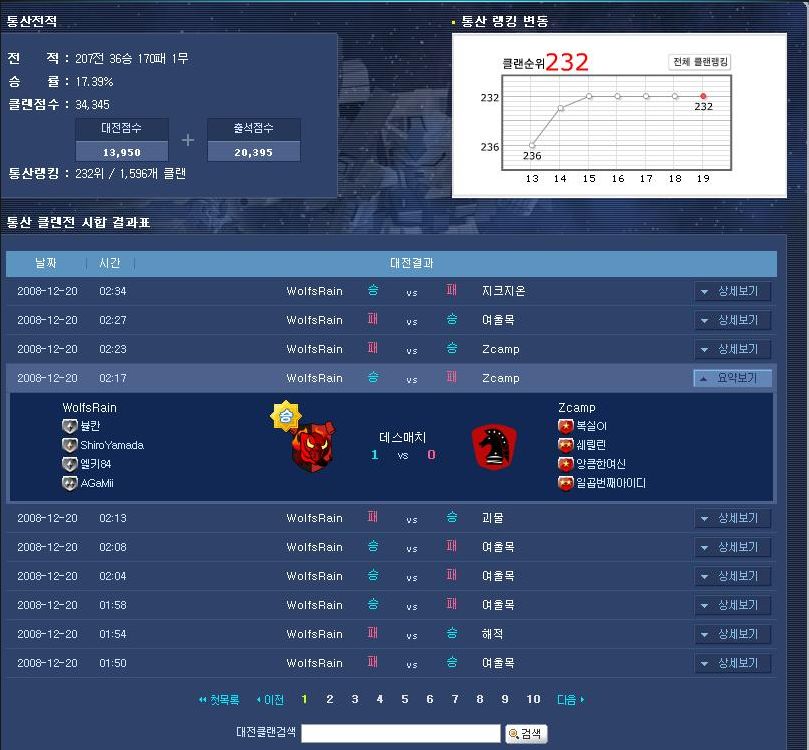 통산전적
전 적 : 207전 36승 170패 1무
승 률 : 17.39%
클랜점수 : 34,345
대전점수 + 출석점수
13,950 20,395
통산랭킹 : 232위 / 1,596개 클랜
통산 랭킹 변동
클랜순위232 전체 클랜랭킹
232
232
236
236
13 14 15 16 17 18 19
통산 클랜전 시합 결과표
날짜 시간 대전결과
2008-12-20 02:34 WolfsRain 승 vs 패 지크지온 상세보기
2008-12-20 02:27 WolfsRain 패 vs 승 여울목 상세보기
2008-12-20 02:23 WolfsRain 패 vs 승 Zcamp 상세보기
2008-12-20 02:17 WolfsRain 승 vs 패 Zcamp 요약보기
WolfsRain
뷸칸
ShiroYamada
엘키84
AGaMii
승
데스매치
1 vs 0
Zcamp
복실이
쉐릴린
앙큼한여신
일곱번째아이디
2008-12-20 02:13 WolfsRain 패 vs 승 괴물 상세보기
2008-12-20 02:08 WolfsRain 승 vs 패 여울목 상세보기
2008-12-20 02:04 WolfsRain 승 vs 패 여울목 상세보기
2008-12-20 01:58 WolfsRain 승 vs 패 여울목 상세보기
2008-12-20 01:54 WolfsRain 패 vs 승 해적 상세보기
2008-12-20 01:50 WolfsRain 패 vs 승 여울목 상세보기
첫목록 이전 1 2 3 4 5 6 7 8 9 10 다음
대전클랜검색 검색